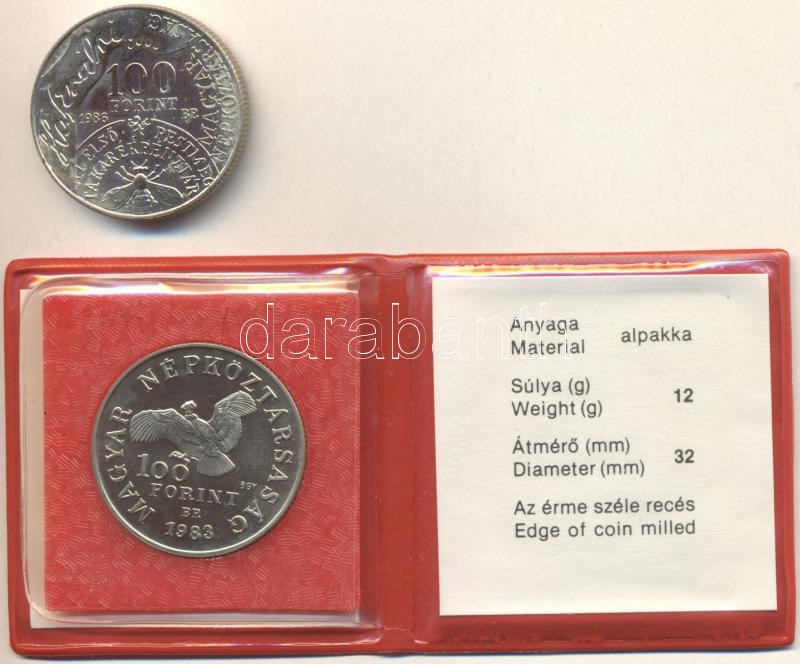 MAGYAR NÉPKÖZTÁRSASÁG
100
FORINT
1986 BP.
ELSŐ PESTI
TAKARÉKPÉNZTÁR
darabanth
MAGYAR NÉPKÖZTÁRSASÁG
100
FORINT
BP.
1983
Anyaga alpakka
Material
Súlya (g) 12
Weight (g)
Átmérő (mm) 32
Diameter (mm)
Az érme széle recés
Edge of coin milled